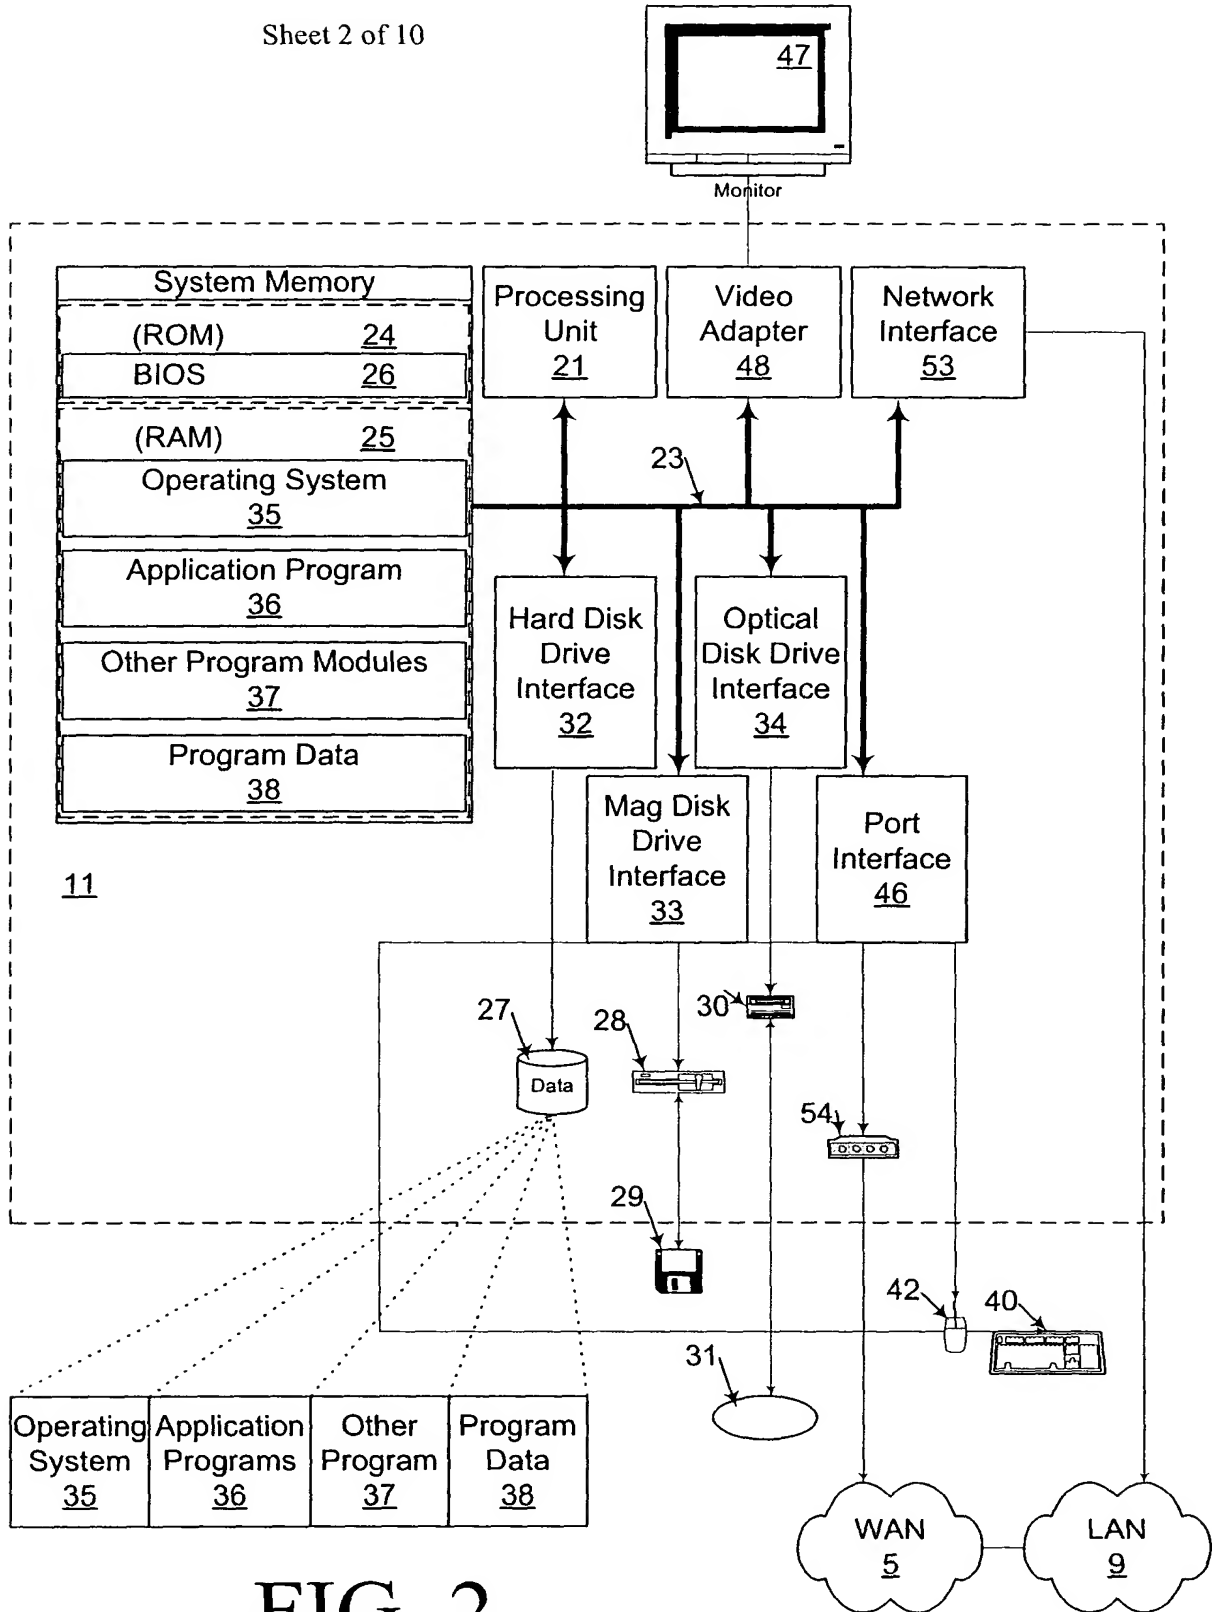 Sheet 2 of 10
47
Monitor
System Memory
(ROM) 24
BIOS 26
(RAM) 25
Operating System
35
Application Program
36
Other Program Modules
37
Program Data
38
Processing
Unit
21
Video
Adapter
48
Network
Interface
53
23
Hard Disk
Drive
Interface
32
Optical
Disk Drive
Interface
34
Mag Disk
Drive
Interface
33
Port
Interface
46
11
27
Data
28
30
54
29
42
40
31
Operating
System
35
Application
Programs
36
Other
Program
37
Program
Data
38
WAN
5
LAN
9
FIG. 2